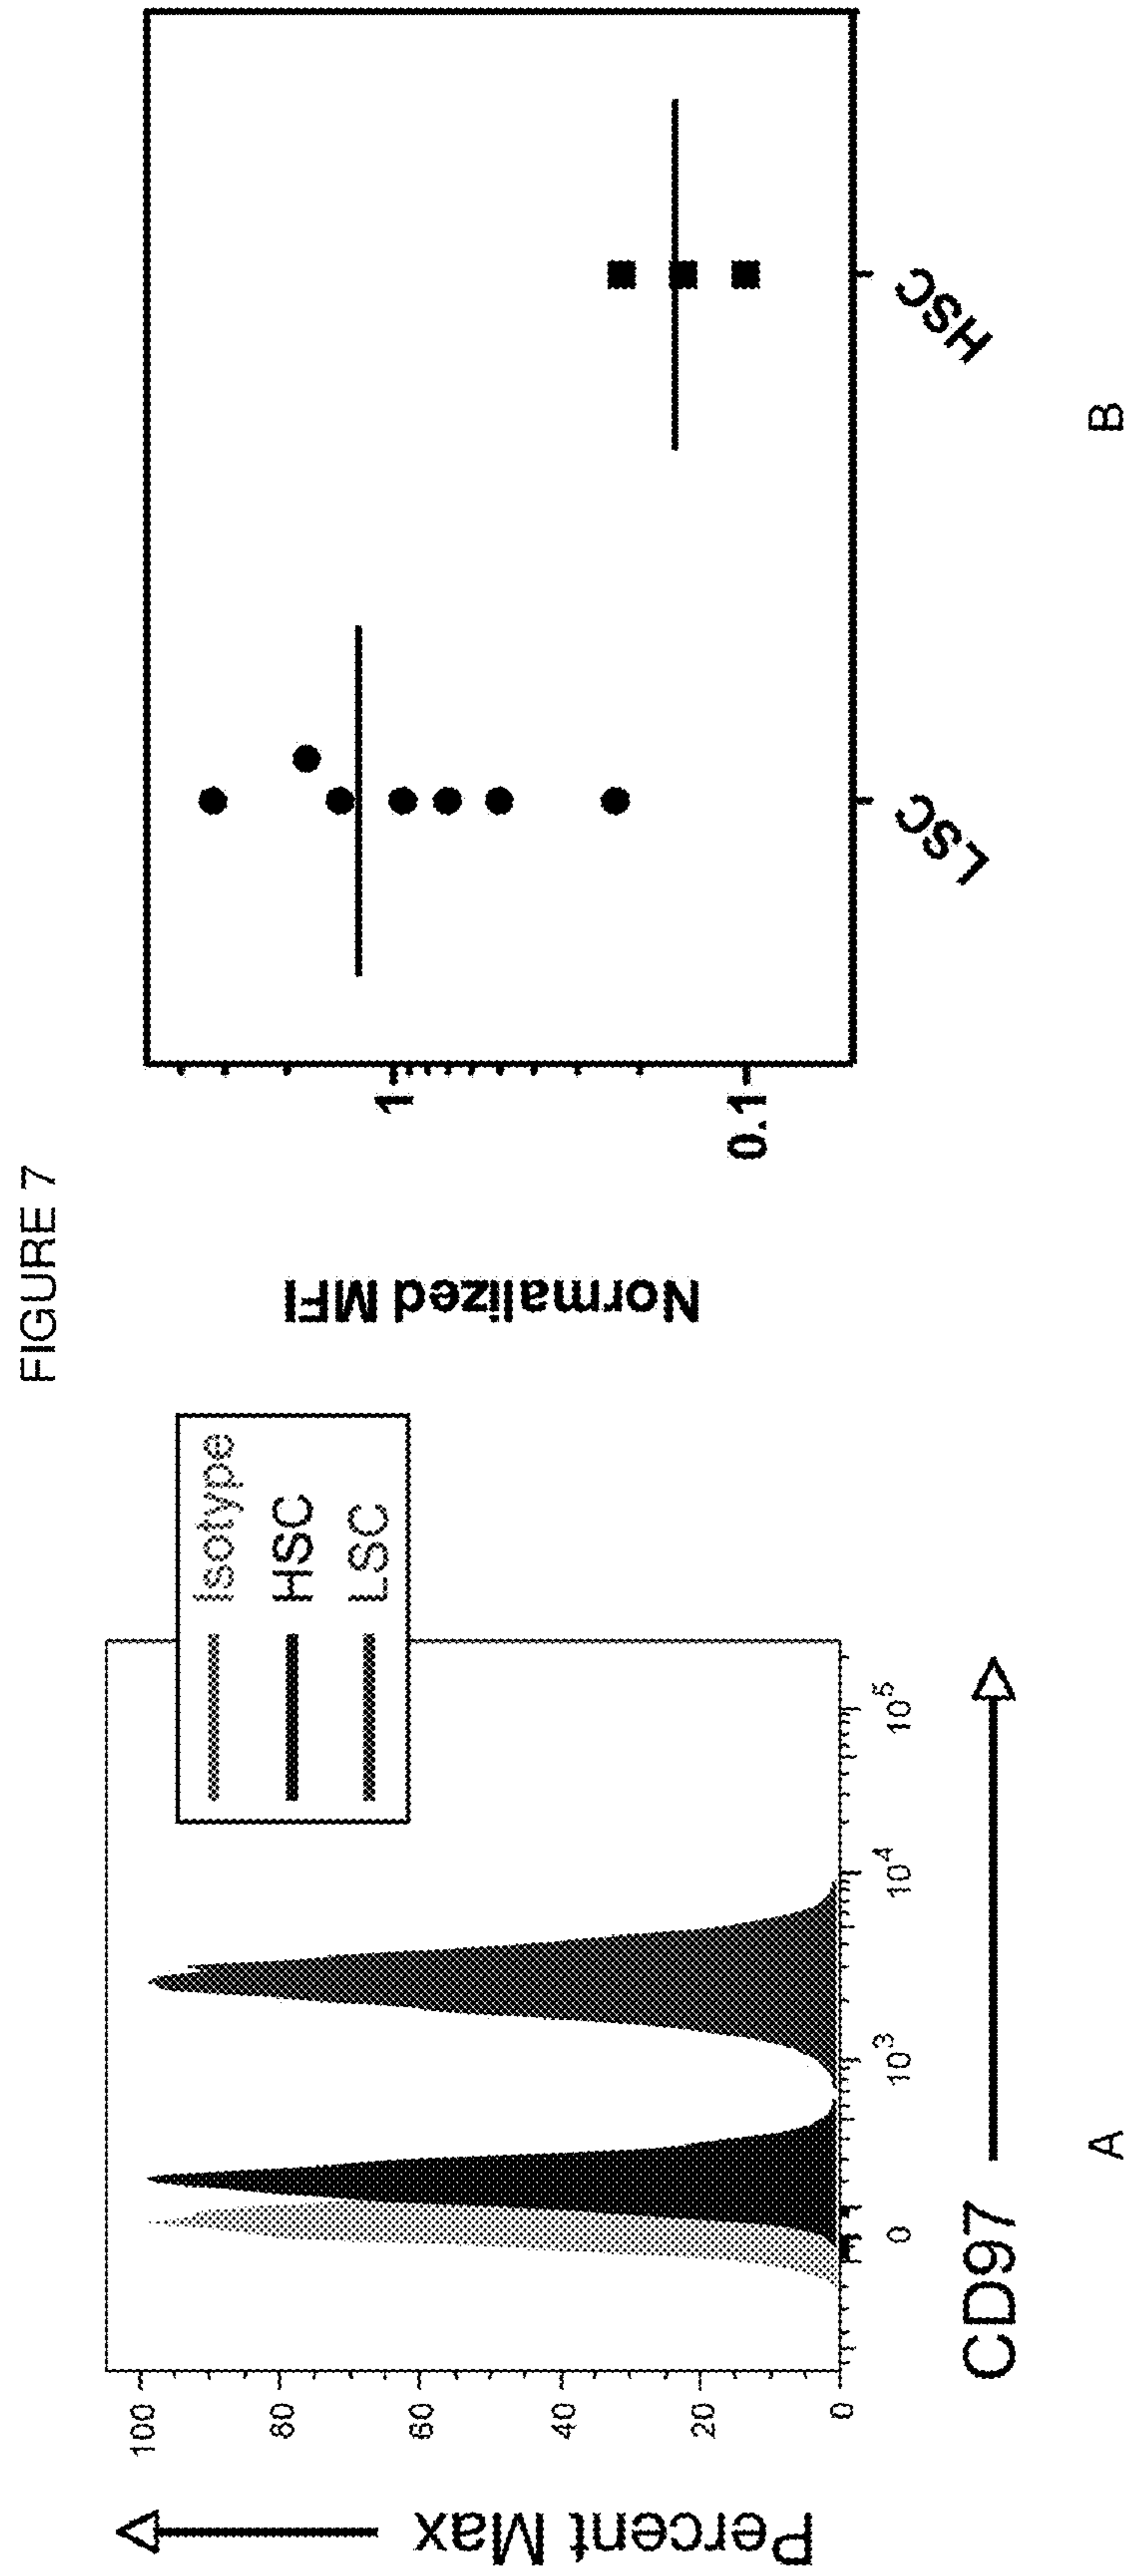 FIGURE 7
Percent Max
100
80
60
40
20
0
0
10³
10⁴
10⁵
CD97
Isotype
HSC
LSC
A
Normalized MFI
1
0.1
LSC
HSC
B